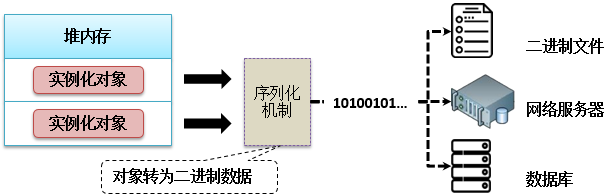 堆内存
实例化对象
实例化对象
序列化
机制
对象转为二进制数据
10100101...
二进制文件
网络服务器
数据库